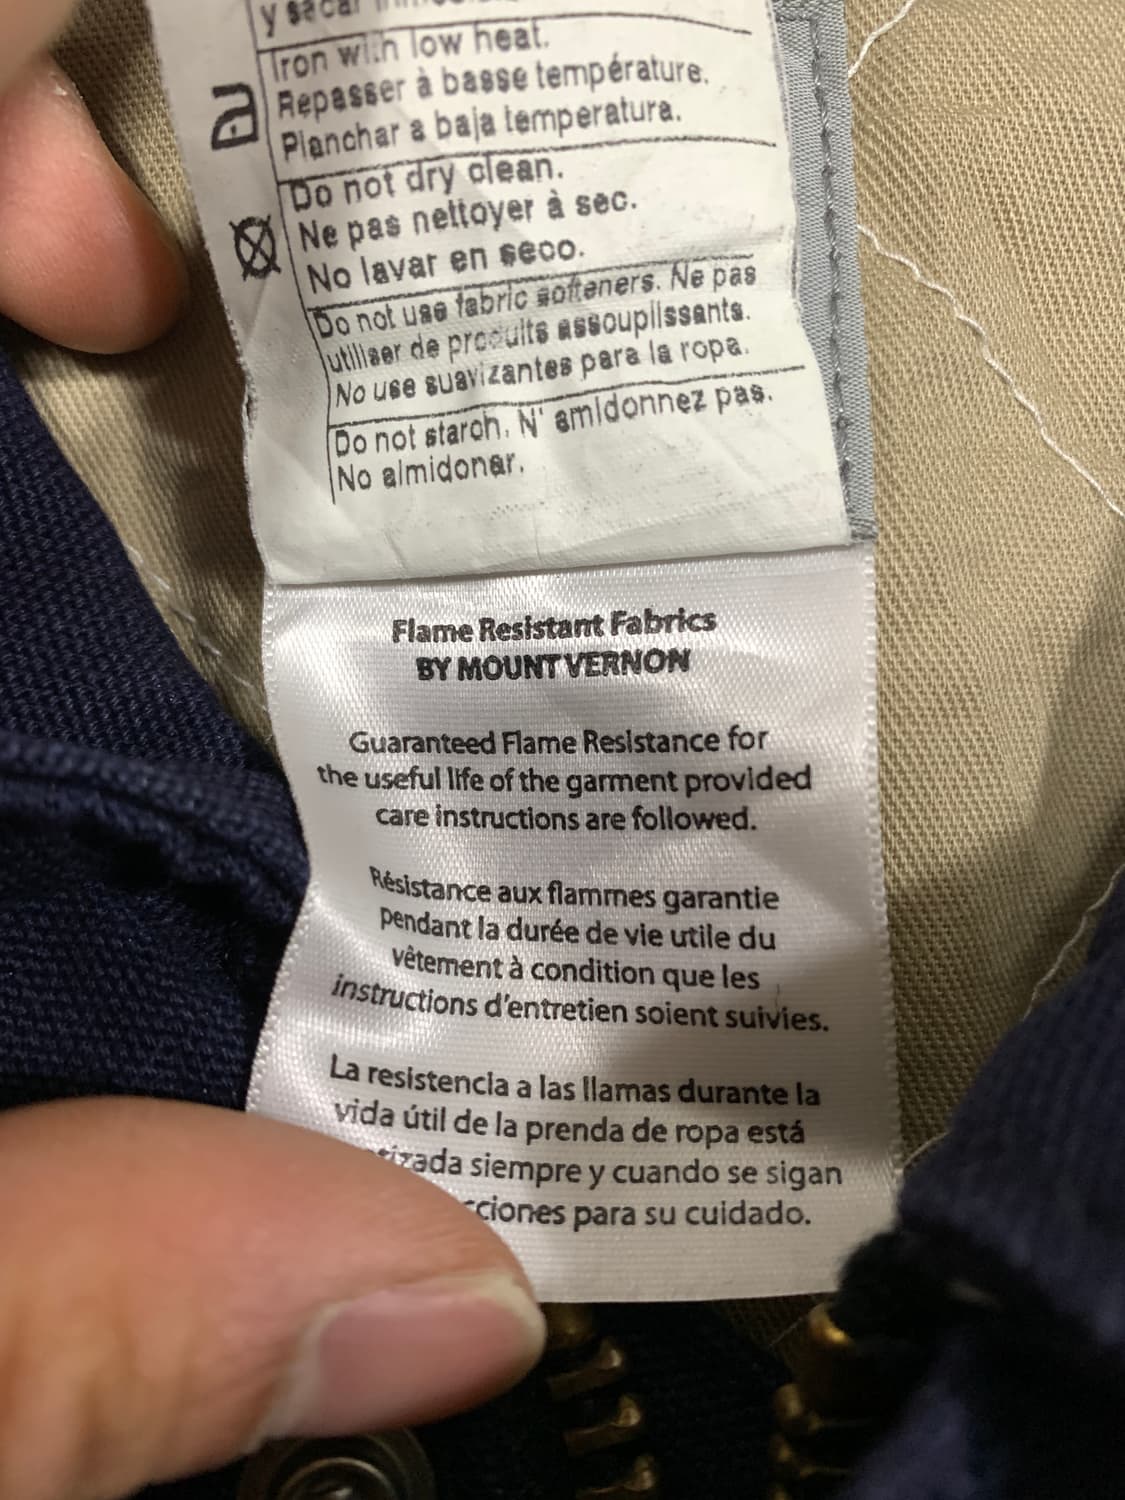 y sacar
Iron with low heat.
Repasser à basse température.
Planchar a baja temperatura.
Do not dry clean.
Ne pas nettoyer à sec.
No lavar en seco.
Do not use fabric softeners. Ne pas
utiliser de produits assouplissants.
No use suavizantes para la ropa.
Do not starch. N' amidonnez pas.
No almidonar.
Flame Resistant Fabrics
BY MOUNT VERNON
Guaranteed Flame Resistance for
the useful life of the garment provided
care instructions are followed.
Résistance aux flammes garantie
pendant la durée de vie utile du
vêtement à condition que les
instructions d'entretien soient suivies.
La resistencia a las llamas durante la
vida útil de la prenda de ropa está
siempre y cuando se sigan
para su cuidado.